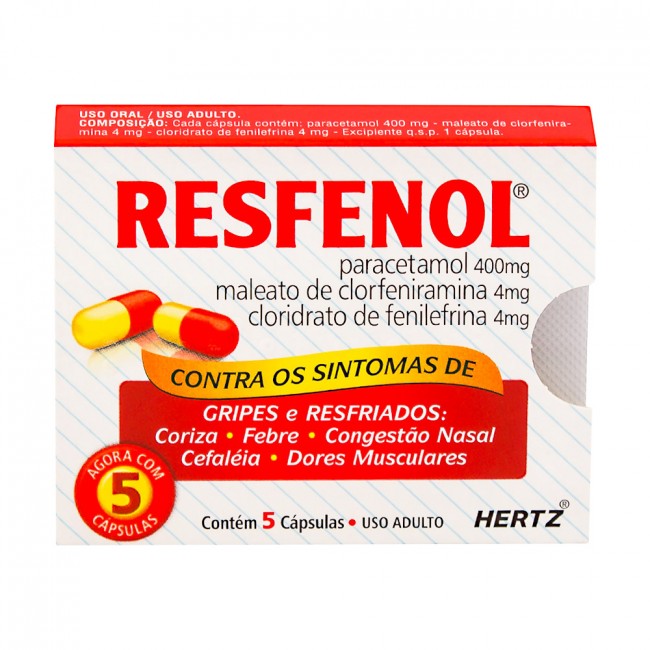 USO ORAL / USO ADULTO.
COMPOSIÇÃO: Cada cápsula contém: paracetamol 400 mg - maleato de clorfenira-
mina 4 mg - cloridrato de fenilefrina 4 mg - Excipiente q.s.p. 1 cápsula.
RESFENOL®
paracetamol 400mg
maleato de clorfeniramina 4mg
cloridrato de fenilefrina 4mg
CONTRA OS SINTOMAS DE
GRIPES e RESFRIADOS:
Coriza • Febre • Congestão Nasal
Cefaléia • Dores Musculares
AGORA COM
5
CÁPSULAS
Contém 5 Cápsulas • USO ADULTO
HERTZ®